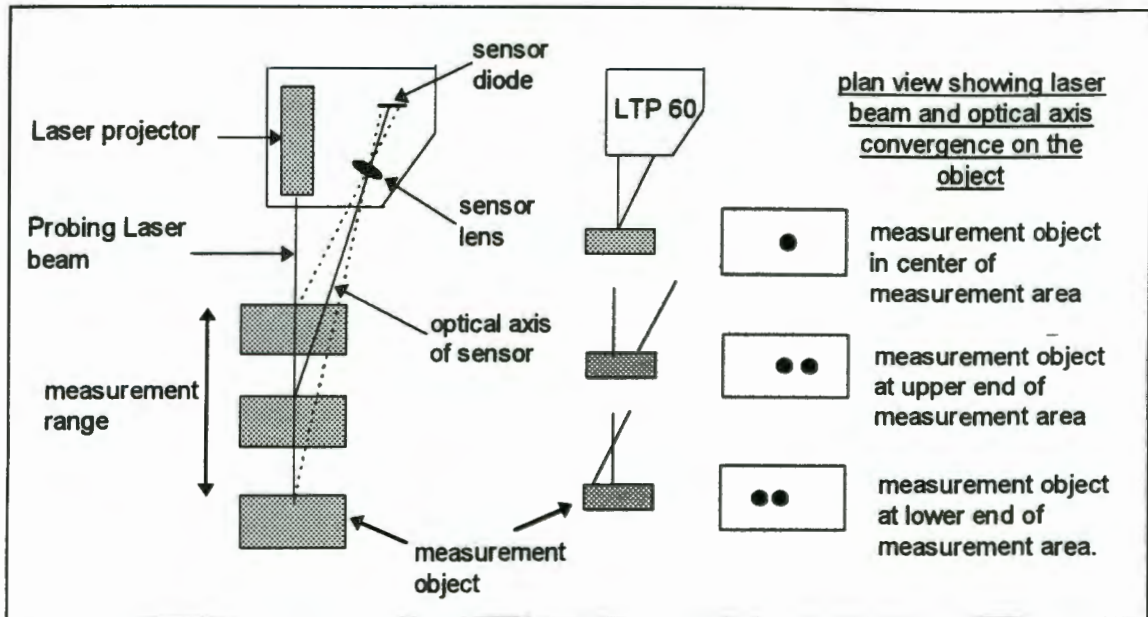 sensor
diode
Laser projector
sensor
lens
Probing Laser
beam
optical axis
of sensor
measurement
range
measurement
object
LTP 60
plan view showing laser
beam and optical axis
convergence on the
object
measurement object
in center of
measurement area
measurement object
at upper end of
measurement area
measurement object
at lower end of
measurement area.